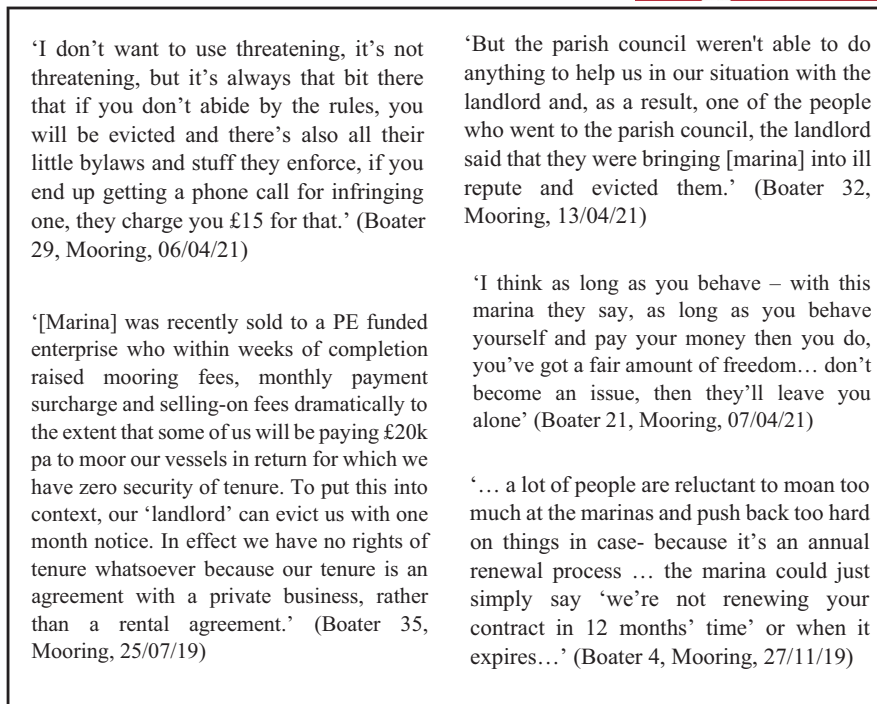 ‘I don’t want to use threatening, it’s not
threatening, but it’s always that bit there
that if you don’t abide by the rules, you
will be evicted and there’s also all their
little bylaws and stuff they enforce, if you
end up getting a phone call for infringing
one, they charge you £15 for that.’ (Boater
29, Mooring, 06/04/21)
‘[Marina] was recently sold to a PE funded
enterprise who within weeks of completion
raised mooring fees, monthly payment
surcharge and selling-on fees dramatically to
the extent that some of us will be paying £20k
pa to moor our vessels in return for which we
have zero security of tenure. To put this into
context, our ‘landlord’ can evict us with one
month notice. In effect we have no rights of
tenure whatsoever because our tenure is an
agreement with a private business, rather
than a rental agreement.’ (Boater 35,
Mooring, 25/07/19)
‘But the parish council weren't able to do
anything to help us in our situation with the
landlord and, as a result, one of the people
who went to the parish council, the landlord
said that they were bringing [marina] into ill
repute and evicted them.’ (Boater 32,
Mooring, 13/04/21)
‘I think as long as you behave – with this
marina they say, as long as you behave
yourself and pay your money then you do,
you’ve got a fair amount of freedom… don’t
become an issue, then they’ll leave you
alone’ (Boater 21, Mooring, 07/04/21)
‘… a lot of people are reluctant to moan too
much at the marinas and push back too hard
on things in case- because it’s an annual
renewal process … the marina could just
simply say ‘we’re not renewing your
contract in 12 months’ time’ or when it
expires…’ (Boater 4, Mooring, 27/11/19)